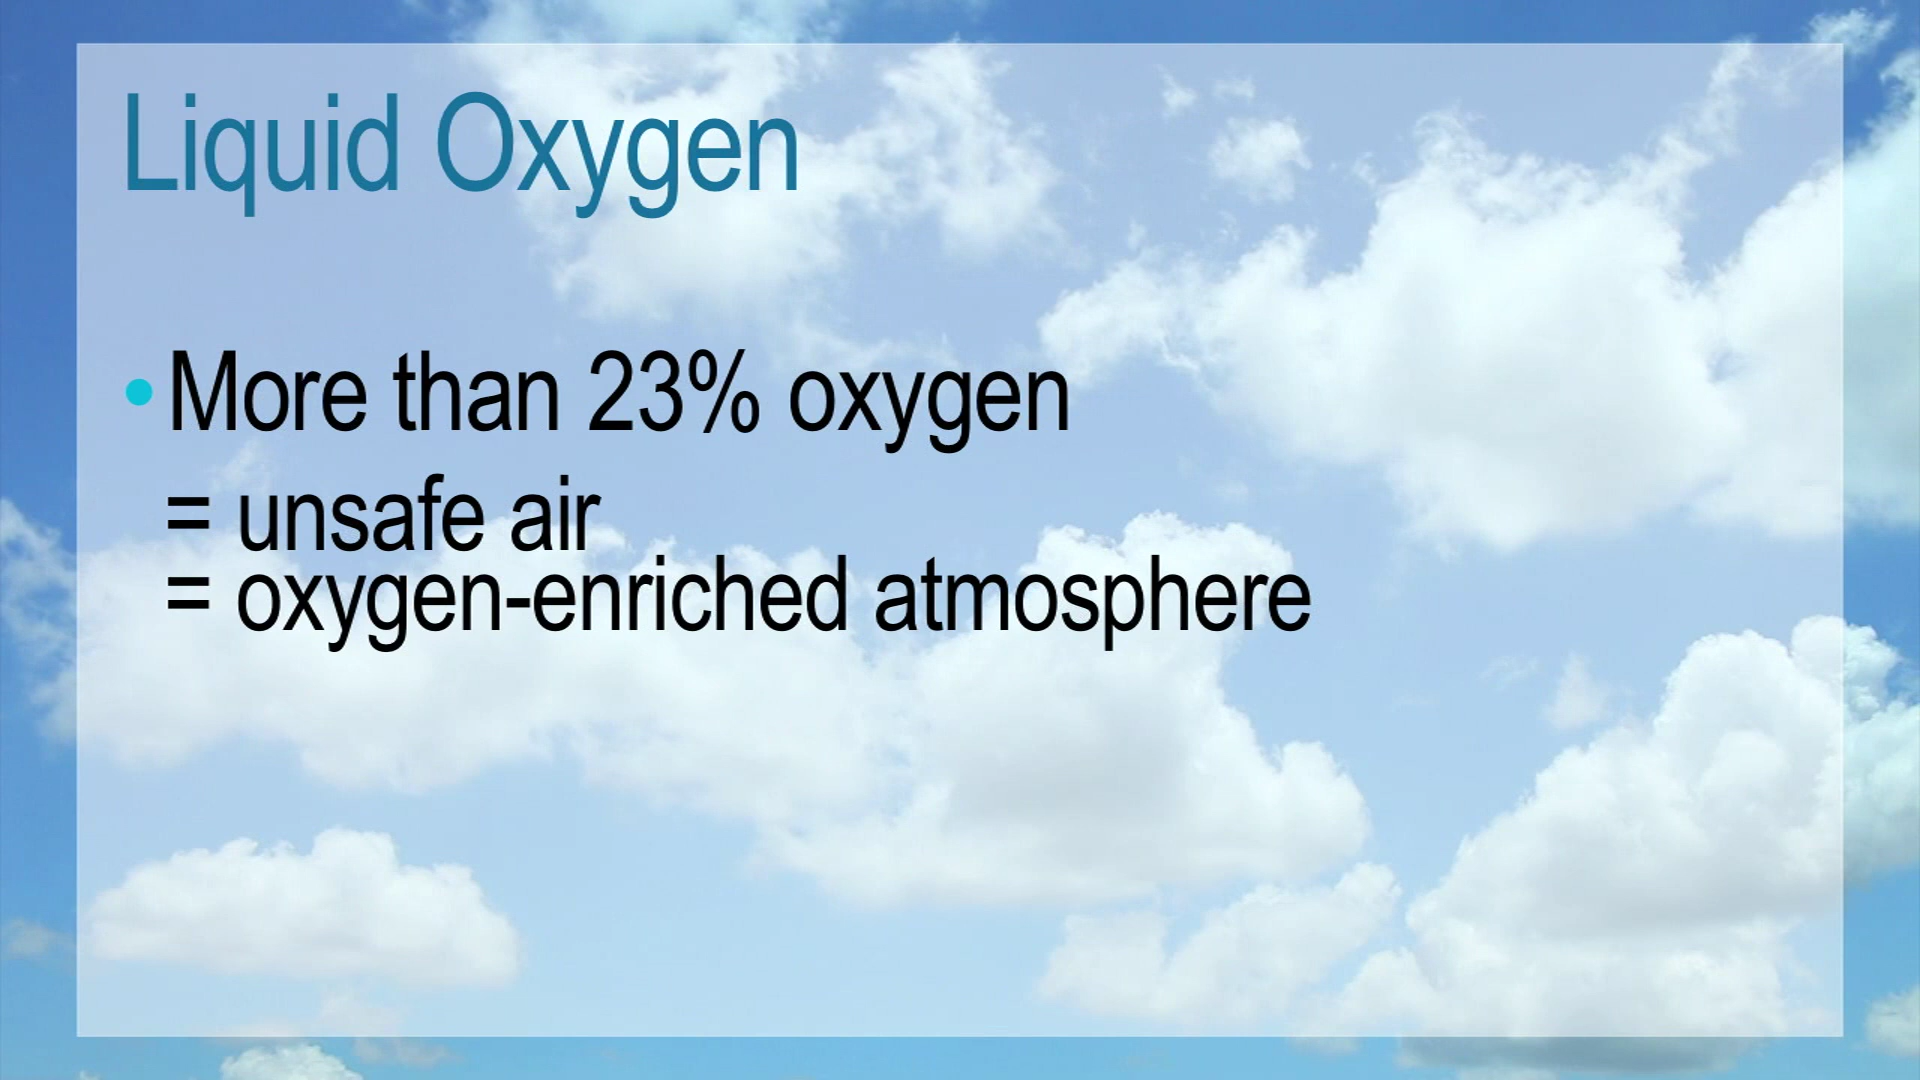 Liquid Oxygen
• More than 23% oxygen
= unsafe air
= oxygen-enriched atmosphere